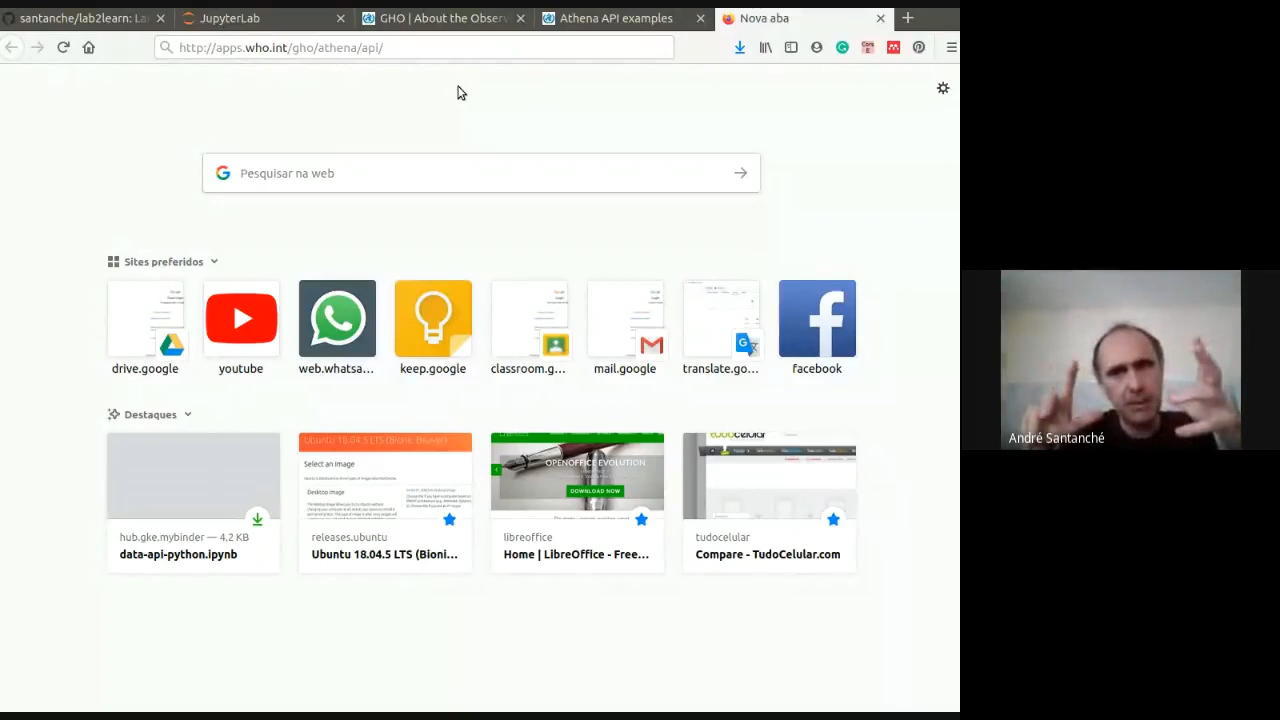 santanche/lab2learn: La
JupyterLab
GHO | About the Observ
Athena API examples
Nova aba
http://apps.who.int/gho/athena/api/
Pesquisar na web
Sites preferidos
drive.google
youtube
web.whatsa...
keep.google
classroom.g...
mail.google
translate.go...
facebook
Destaques
Ubuntu 18.04.5 LTS (Bionic Beaver)
Select an image
Desktop image
OPENOFFICE EVOLUTION
DOWNLOAD NOW
tudocelular
hub.gke.mybinder — 4,2 KB
data-api-python.ipynb
releases.ubuntu
Ubuntu 18.04.5 LTS (Bioni...
libreoffice
Home | LibreOffice - Free...
tudocelular
Compare - TudoCelular.com
André Santanchè